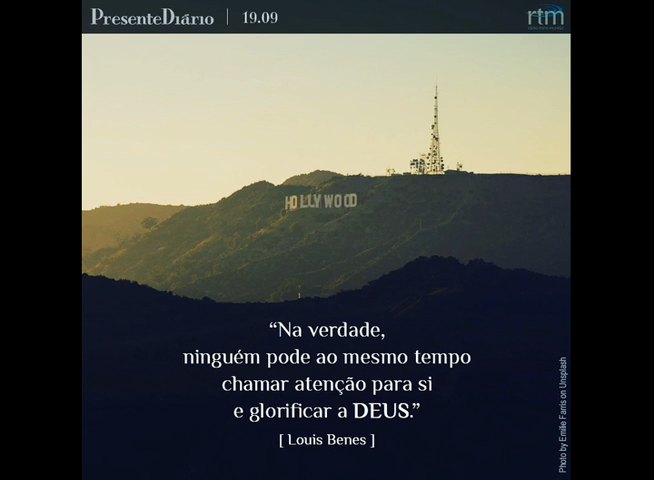 PresenteDiário | 19.09
rtm
HOLLYWOOD
“Na verdade,
ninguém pode ao mesmo tempo
chamar atenção para si
e glorificar a DEUS.”
[ Louis Benes ]
Photo by Emilie Farris on Unsplash